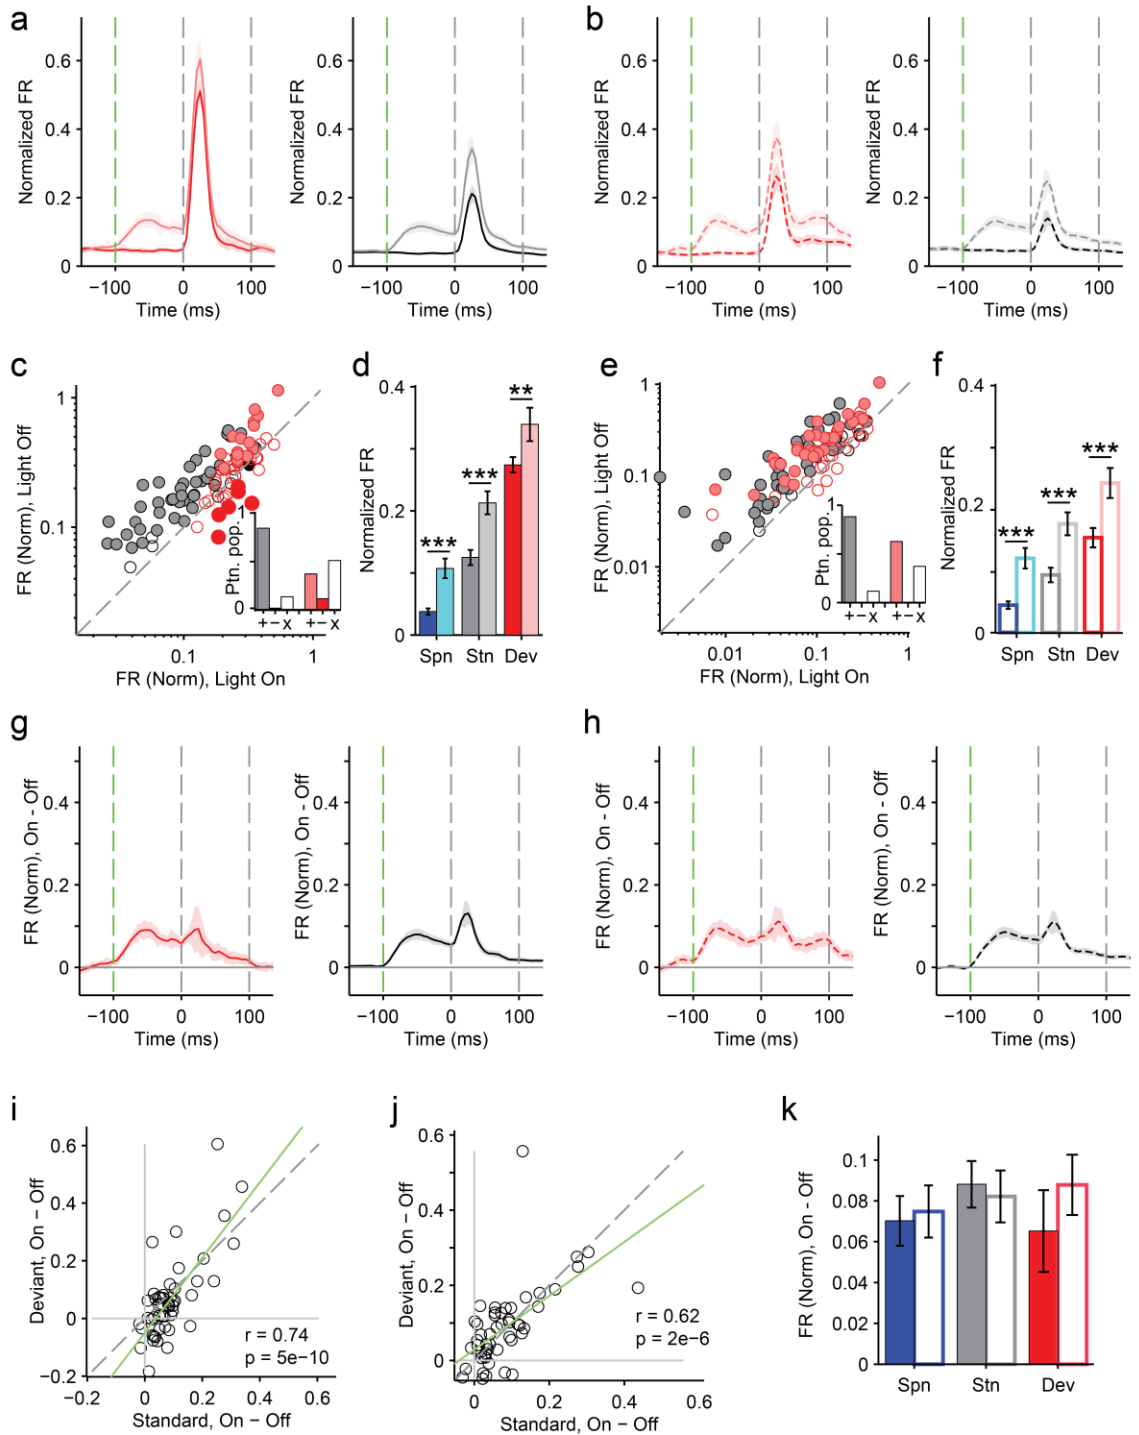 a
b
Normalized FR
0.6
0.4
0.2
0
−100
0
100
Time (ms)
Normalized FR
0.6
0.4
0.2
0
−100
0
100
Time (ms)
Normalized FR
0.6
0.4
0.2
0
−100
0
100
Time (ms)
Normalized FR
0.6
0.4
0.2
0
−100
0
100
Time (ms)
c
FR (Norm), Light Off
1
0.1
0.1
1
FR (Norm), Light On
Ptn. pop.
1
0
+ − x
+ − x
d
Normalized FR
0.4
0.2
0
***
***
**
Spn
Stn
Dev
e
FR (Norm), Light Off
1
0.1
0.01
0.01
0.1
1
FR (Norm), Light On
Ptn. pop.
1
0
+ − x
+ − x
f
Normalized FR
0.4
0.2
0
***
***
***
Spn
Stn
Dev
g
h
FR (Norm), On - Off
0.4
0.2
0
−100
0
100
Time (ms)
FR (Norm), On - Off
0.4
0.2
0
−100
0
100
Time (ms)
FR (Norm), On - Off
0.4
0.2
0
−100
0
100
Time (ms)
FR (Norm), On - Off
0.4
0.2
0
−100
0
100
Time (ms)
i
Deviant, On − Off
0.6
0.4
0.2
0
−0.2
−0.2
0
0.2
0.4
0.6
Standard, On − Off
r = 0.74
p = 5e−10
j
Deviant, On − Off
0.6
0.4
0.2
0
0
0.2
0.4
0.6
Standard, On − Off
r = 0.62
p = 2e−6
k
FR (Norm), On - Off
0.1
0.08
0.06
0.04
0.02
0
Spn
Stn
Dev